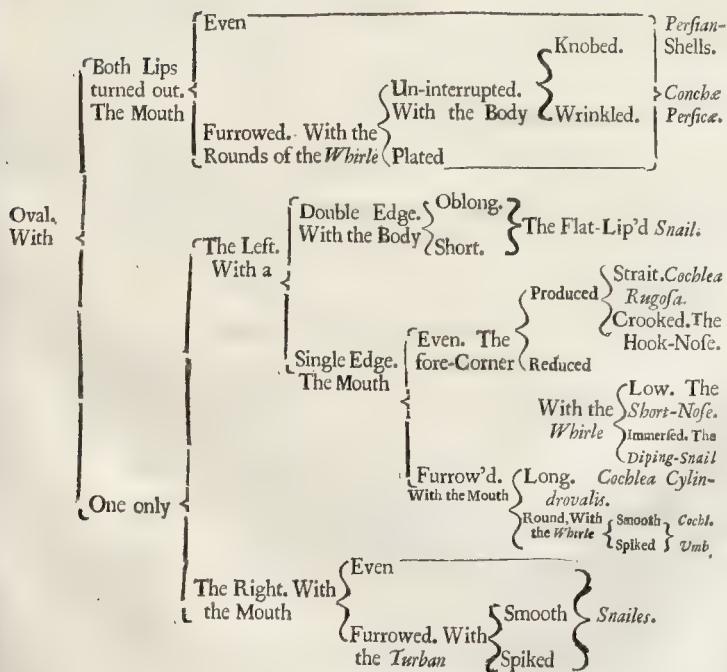 Even
Persian-
Shells.
Both Lips
turned out.
The Mouth
Knobed.
Un-interrupted.
With the Body
Wrinkled.
Conchæ
Persicæ.
Furrowed. With the
Rounds of the Whirle
Plated
Oval,
With
The Left.
With a
Double Edge.
With the Body
Oblong.
Short.
The Flat-Lip'd Snail.
Single Edge.
The Mouth
Even. The
fore-Corner
Produced
Strait. Cochlea
Rugosa.
Crooked. The
Hook-Nose.
Reduced
With the
Whirle
Low. The
Short-Nose.
Immersed. The
Diping-Snail
Furrow'd.
With the Mouth
Long. Cochlea Cylin-
drovalis.
Round, With
the Whirle
Smooth
Spiked
Cochl.
Umb.
One only
The Right. With
the Mouth
Even
Furrowed. With
the Turban
Smooth
Spiked
Snailes.